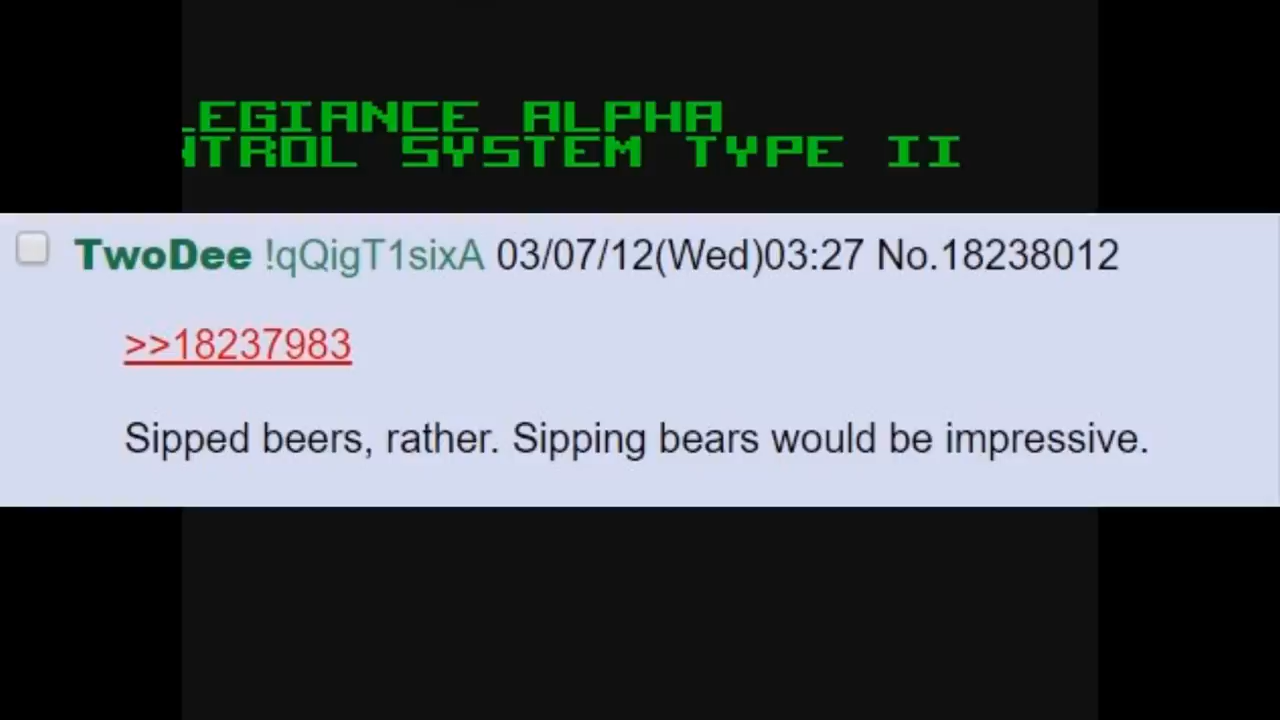 LEGIANCE ALPHA
NTROL SYSTEM TYPE II
TwoDee !qQigT1sixA 03/07/12(Wed)03:27 No.18238012
>>18237983
Sipped beers, rather. Sipping bears would be impressive.